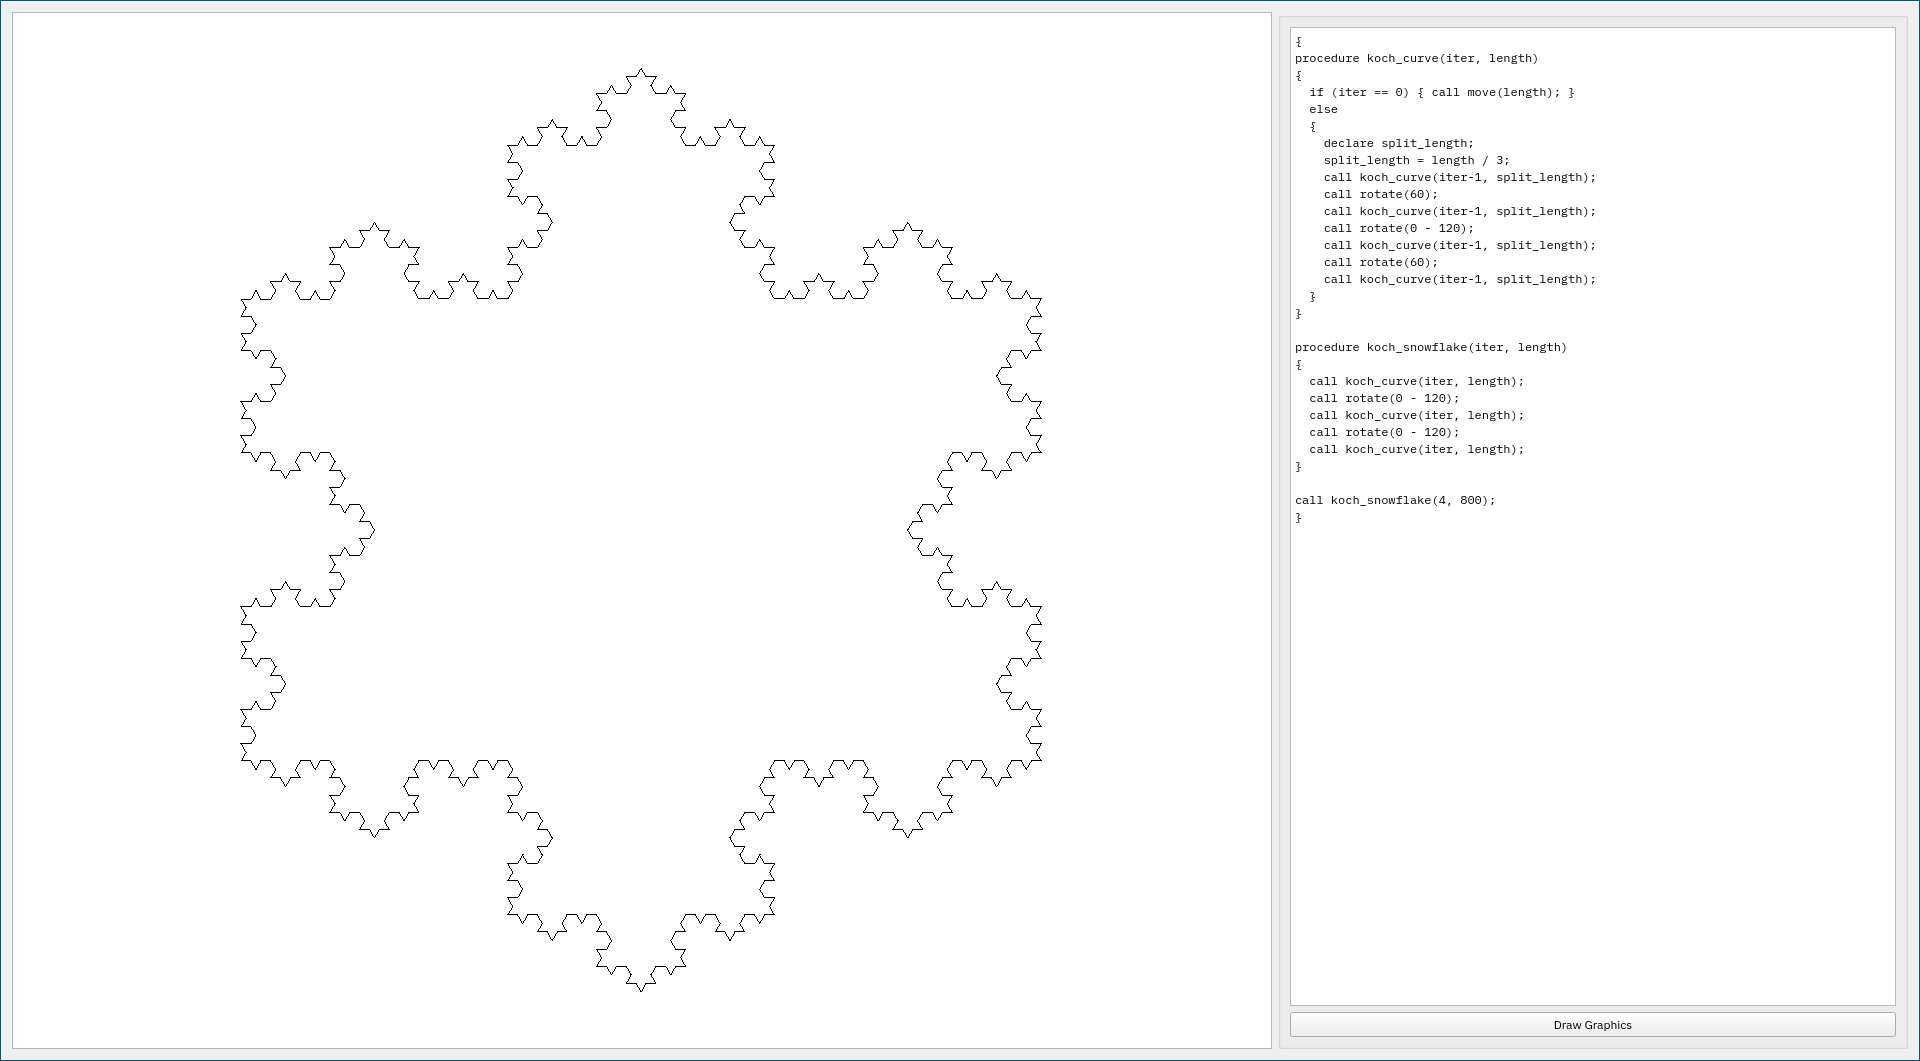 {
procedure koch_curve(iter, length)
{
  if (iter == 0) { call move(length); }
  else
  {
    declare split_length;
    split_length = length / 3;
    call koch_curve(iter-1, split_length);
    call rotate(60);
    call koch_curve(iter-1, split_length);
    call rotate(0 - 120);
    call koch_curve(iter-1, split_length);
    call rotate(60);
    call koch_curve(iter-1, split_length);
  }
}

procedure koch_snowflake(iter, length)
{
  call koch_curve(iter, length);
  call rotate(0 - 120);
  call koch_curve(iter, length);
  call rotate(0 - 120);
  call koch_curve(iter, length);
}

call koch_snowflake(4, 800);
}
Draw Graphics